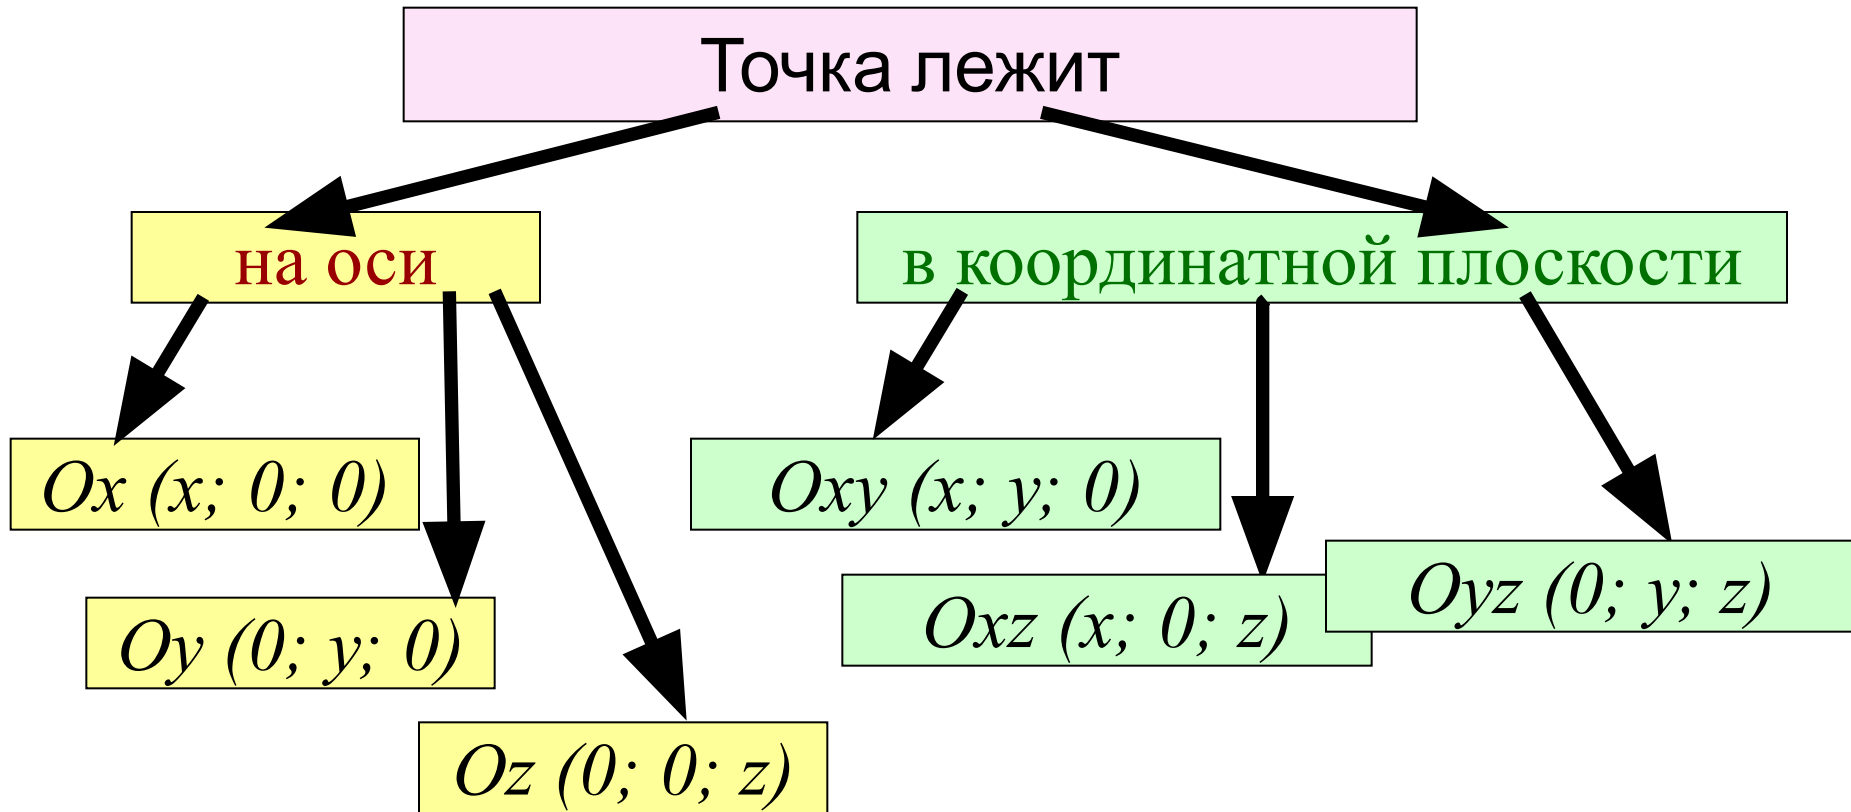 Точка лежит
на оси
в координатной плоскости
Ox (x; 0; 0)
Oxy (x; y; 0)
Oy (0; y; 0)
Oxz (x; 0; z)
Oyz (0; y; z)
Oz (0; 0; z)